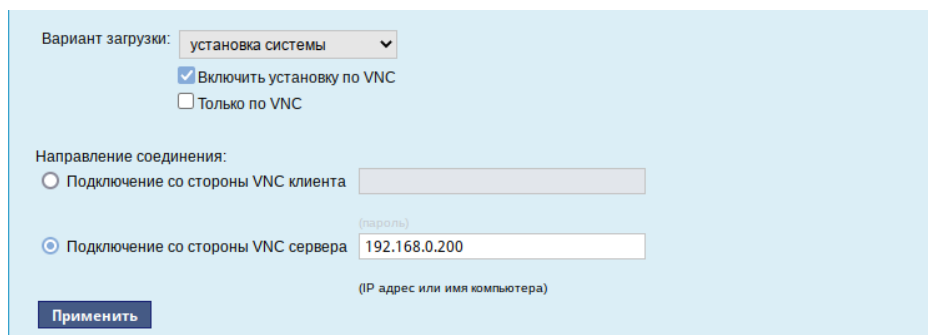 Вариант загрузки: установка системы
Включить установку по VNC
Только по VNC
Направление соединения:
Подключение со стороны VNC клиента
(пароль)
Подключение со стороны VNC сервера 192.168.0.200
(IP адрес или имя компьютера)
Применить